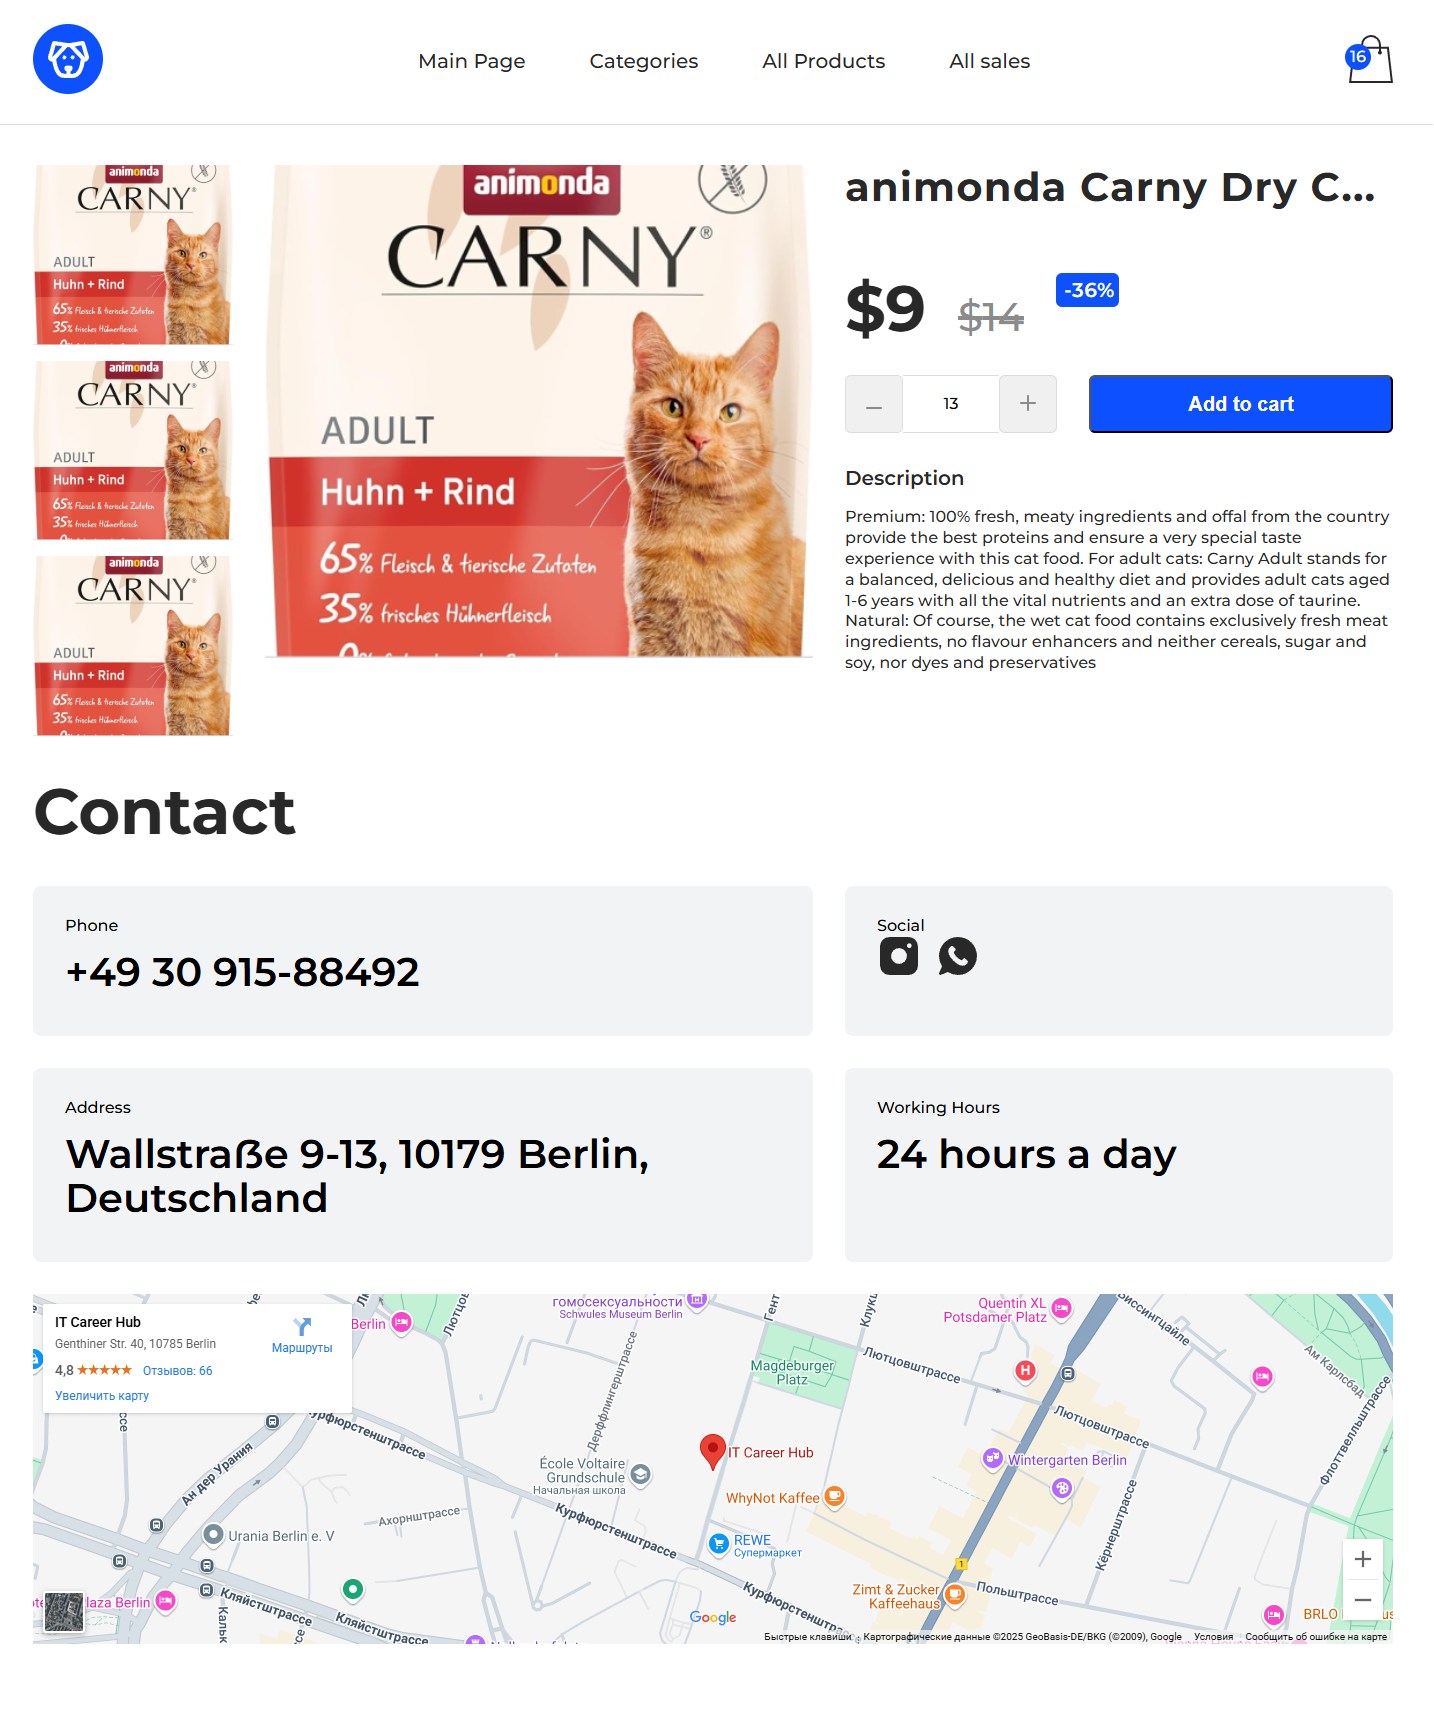 Main Page
Categories
All Products
All sales
16
animonda
CARNY
ADULT
Huhn + Rind
65% Fleisch & tierische Zutaten
35% frisches Hühnerfleisch
animonda
CARNY
ADULT
Huhn + Rind
65% Fleisch & tierische Zutaten
35% frisches Hühnerfleisch
animonda
CARNY
ADULT
Huhn + Rind
65% Fleisch & tierische Zutaten
35% frisches Hühnerfleisch
animonda
CARNY®
ADULT
Huhn + Rind
65% Fleisch & tierische Zutaten
35% frisches Hühnerfleisch
animonda Carny Dry C...
$9 $14 -36%
13
Add to cart
Description
Premium: 100% fresh, meaty ingredients and offal from the country
provide the best proteins and ensure a very special taste
experience with this cat food. For adult cats: Carny Adult stands for
a balanced, delicious and healthy diet and provides adult cats aged
1-6 years with all the vital nutrients and an extra dose of taurine.
Natural: Of course, the wet cat food contains exclusively fresh meat
ingredients, no flavour enhancers and neither cereals, sugar and
soy, nor dyes and preservatives
Contact
Phone
+49 30 915-88492
Social
Address
Wallstraße 9-13, 10179 Berlin,
Deutschland
Working Hours
24 hours a day
IT Career Hub
Genthiner Str. 40, 10785 Berlin
4,8 ★★★★★ Отзывов: 66
Увеличить карту
Маршруты
Berlin
гомосексуальности
Schwules Museum Berlin
Quentin XL
Potsdamer Platz
Magdeburger
Platz
Лютцовштрассе
Ам Карлсбад
Дерффлингерштрассе
Флоттвелльштрассе
Курфюрстенштрассе
Лютцовштрассе
Ан дер Урания
École Voltaire
Grundschule
Начальная школа
IT Career Hub
Wintergarten Berlin
WhyNot Kaffee
Курфюрстенштрассе
Ахорнштрассе
Urania Berlin e. V
REWE
Супермаркет
Кёрнерштрассе
1
Zimt & Zucker
Kaffeehaus
Польштрассе
Курфюрстенштрассе
Кляйстштрассе
Кляйстштрассе
Google
BRLO
Быстрые клавиши
Картографические данные ©2025 GeoBasis-DE/BKG (©2009), Google
Условия
Сообщить об ошибке на карте